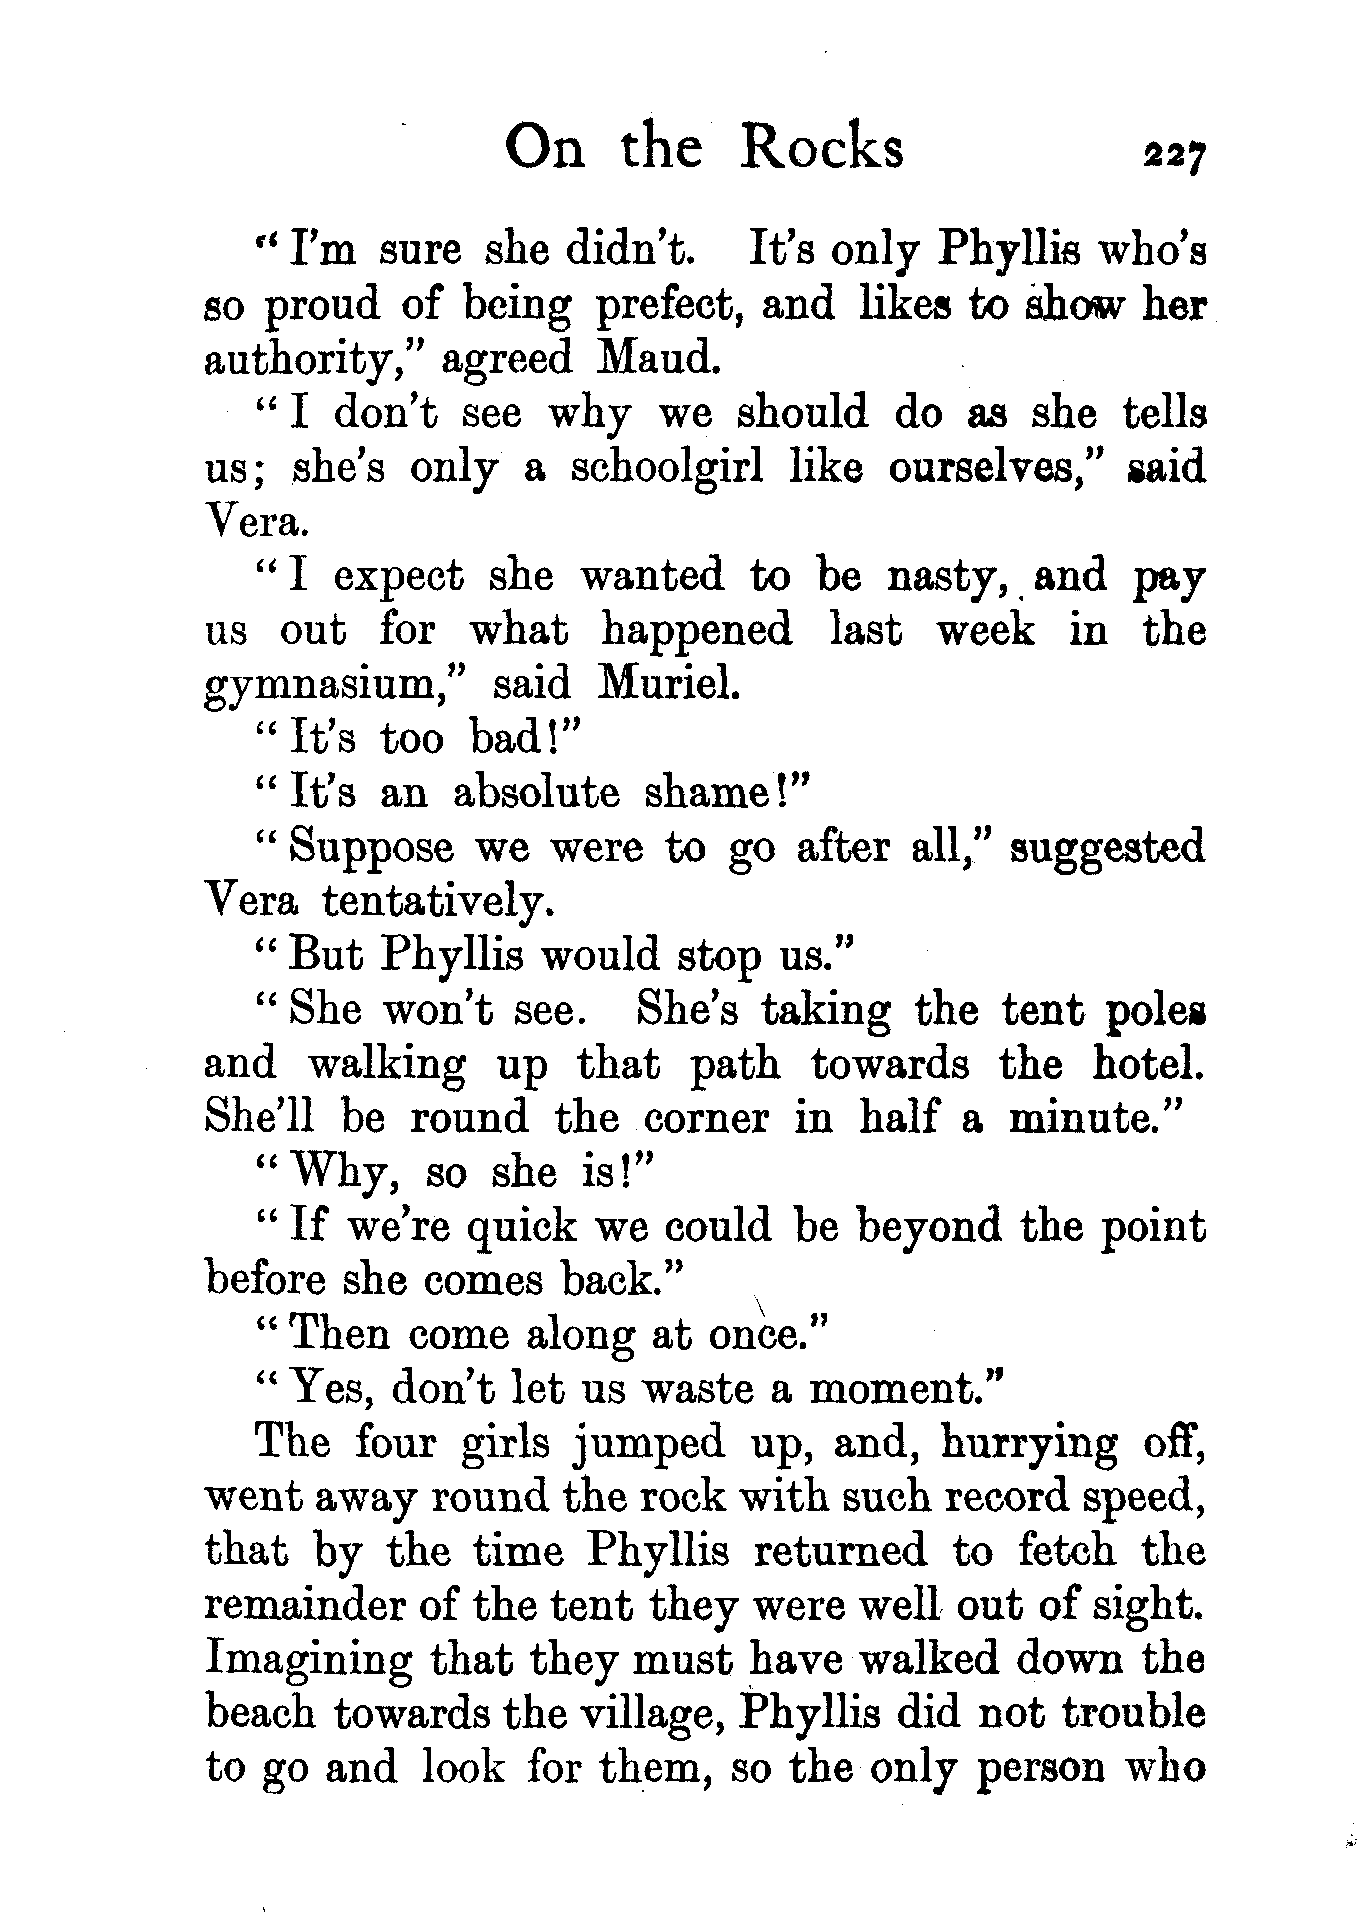 On the Rocks 227
“I'm sure she didn't. It's only Phyllis who's
so proud of being prefect, and likes to show her
authority,” agreed Maud.
“I don't see why we should do as she tells
us; she's only a schoolgirl like ourselves,” said
Vera.
“I expect she wanted to be nasty, and pay
us out for what happened last week in the
gymnasium,” said Muriel.
“It's too bad!”
“It's an absolute shame!”
“Suppose we were to go after all,” suggested
Vera tentatively.
“But Phyllis would stop us.”
“She won't see. She's taking the tent poles
and walking up that path towards the hotel.
She'll be round the corner in half a minute.”
“Why, so she is!”
“If we're quick we could be beyond the point
before she comes back.”
“Then come along at once.”
“Yes, don't let us waste a moment.”
The four girls jumped up, and, hurrying off,
went away round the rock with such record speed,
that by the time Phyllis returned to fetch the
remainder of the tent they were well out of sight.
Imagining that they must have walked down the
beach towards the village, Phyllis did not trouble
to go and look for them, so the only person who